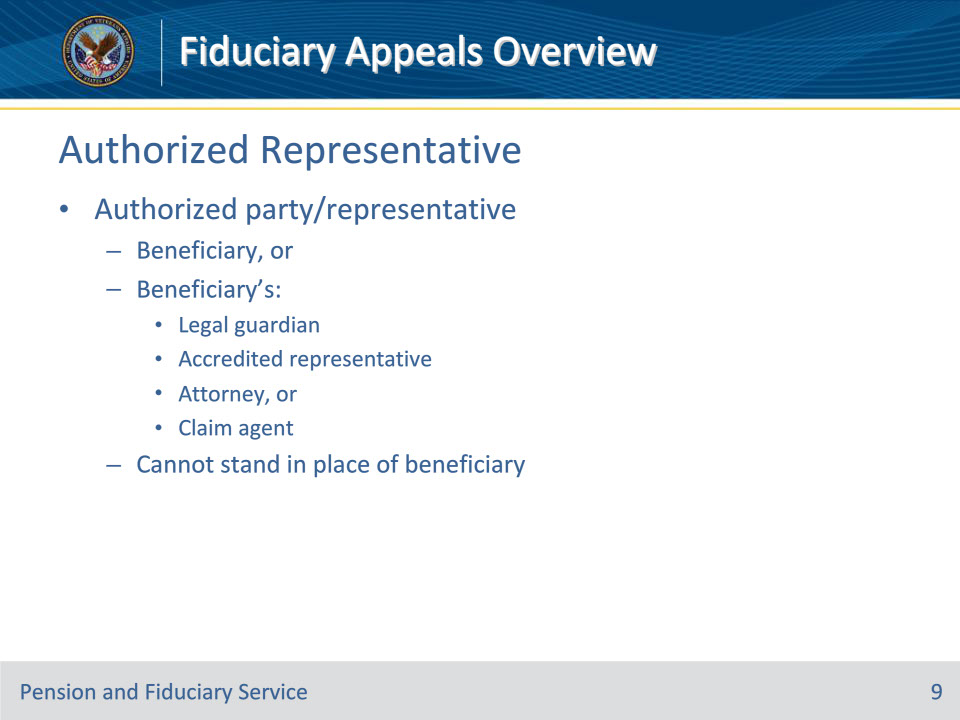 Fiduciary Appeals Overview
Authorized Representative
• Authorized party/representative
– Beneficiary, or
– Beneficiary’s:
• Legal guardian
• Accredited representative
• Attorney, or
• Claim agent
– Cannot stand in place of beneficiary
Pension and Fiduciary Service
9